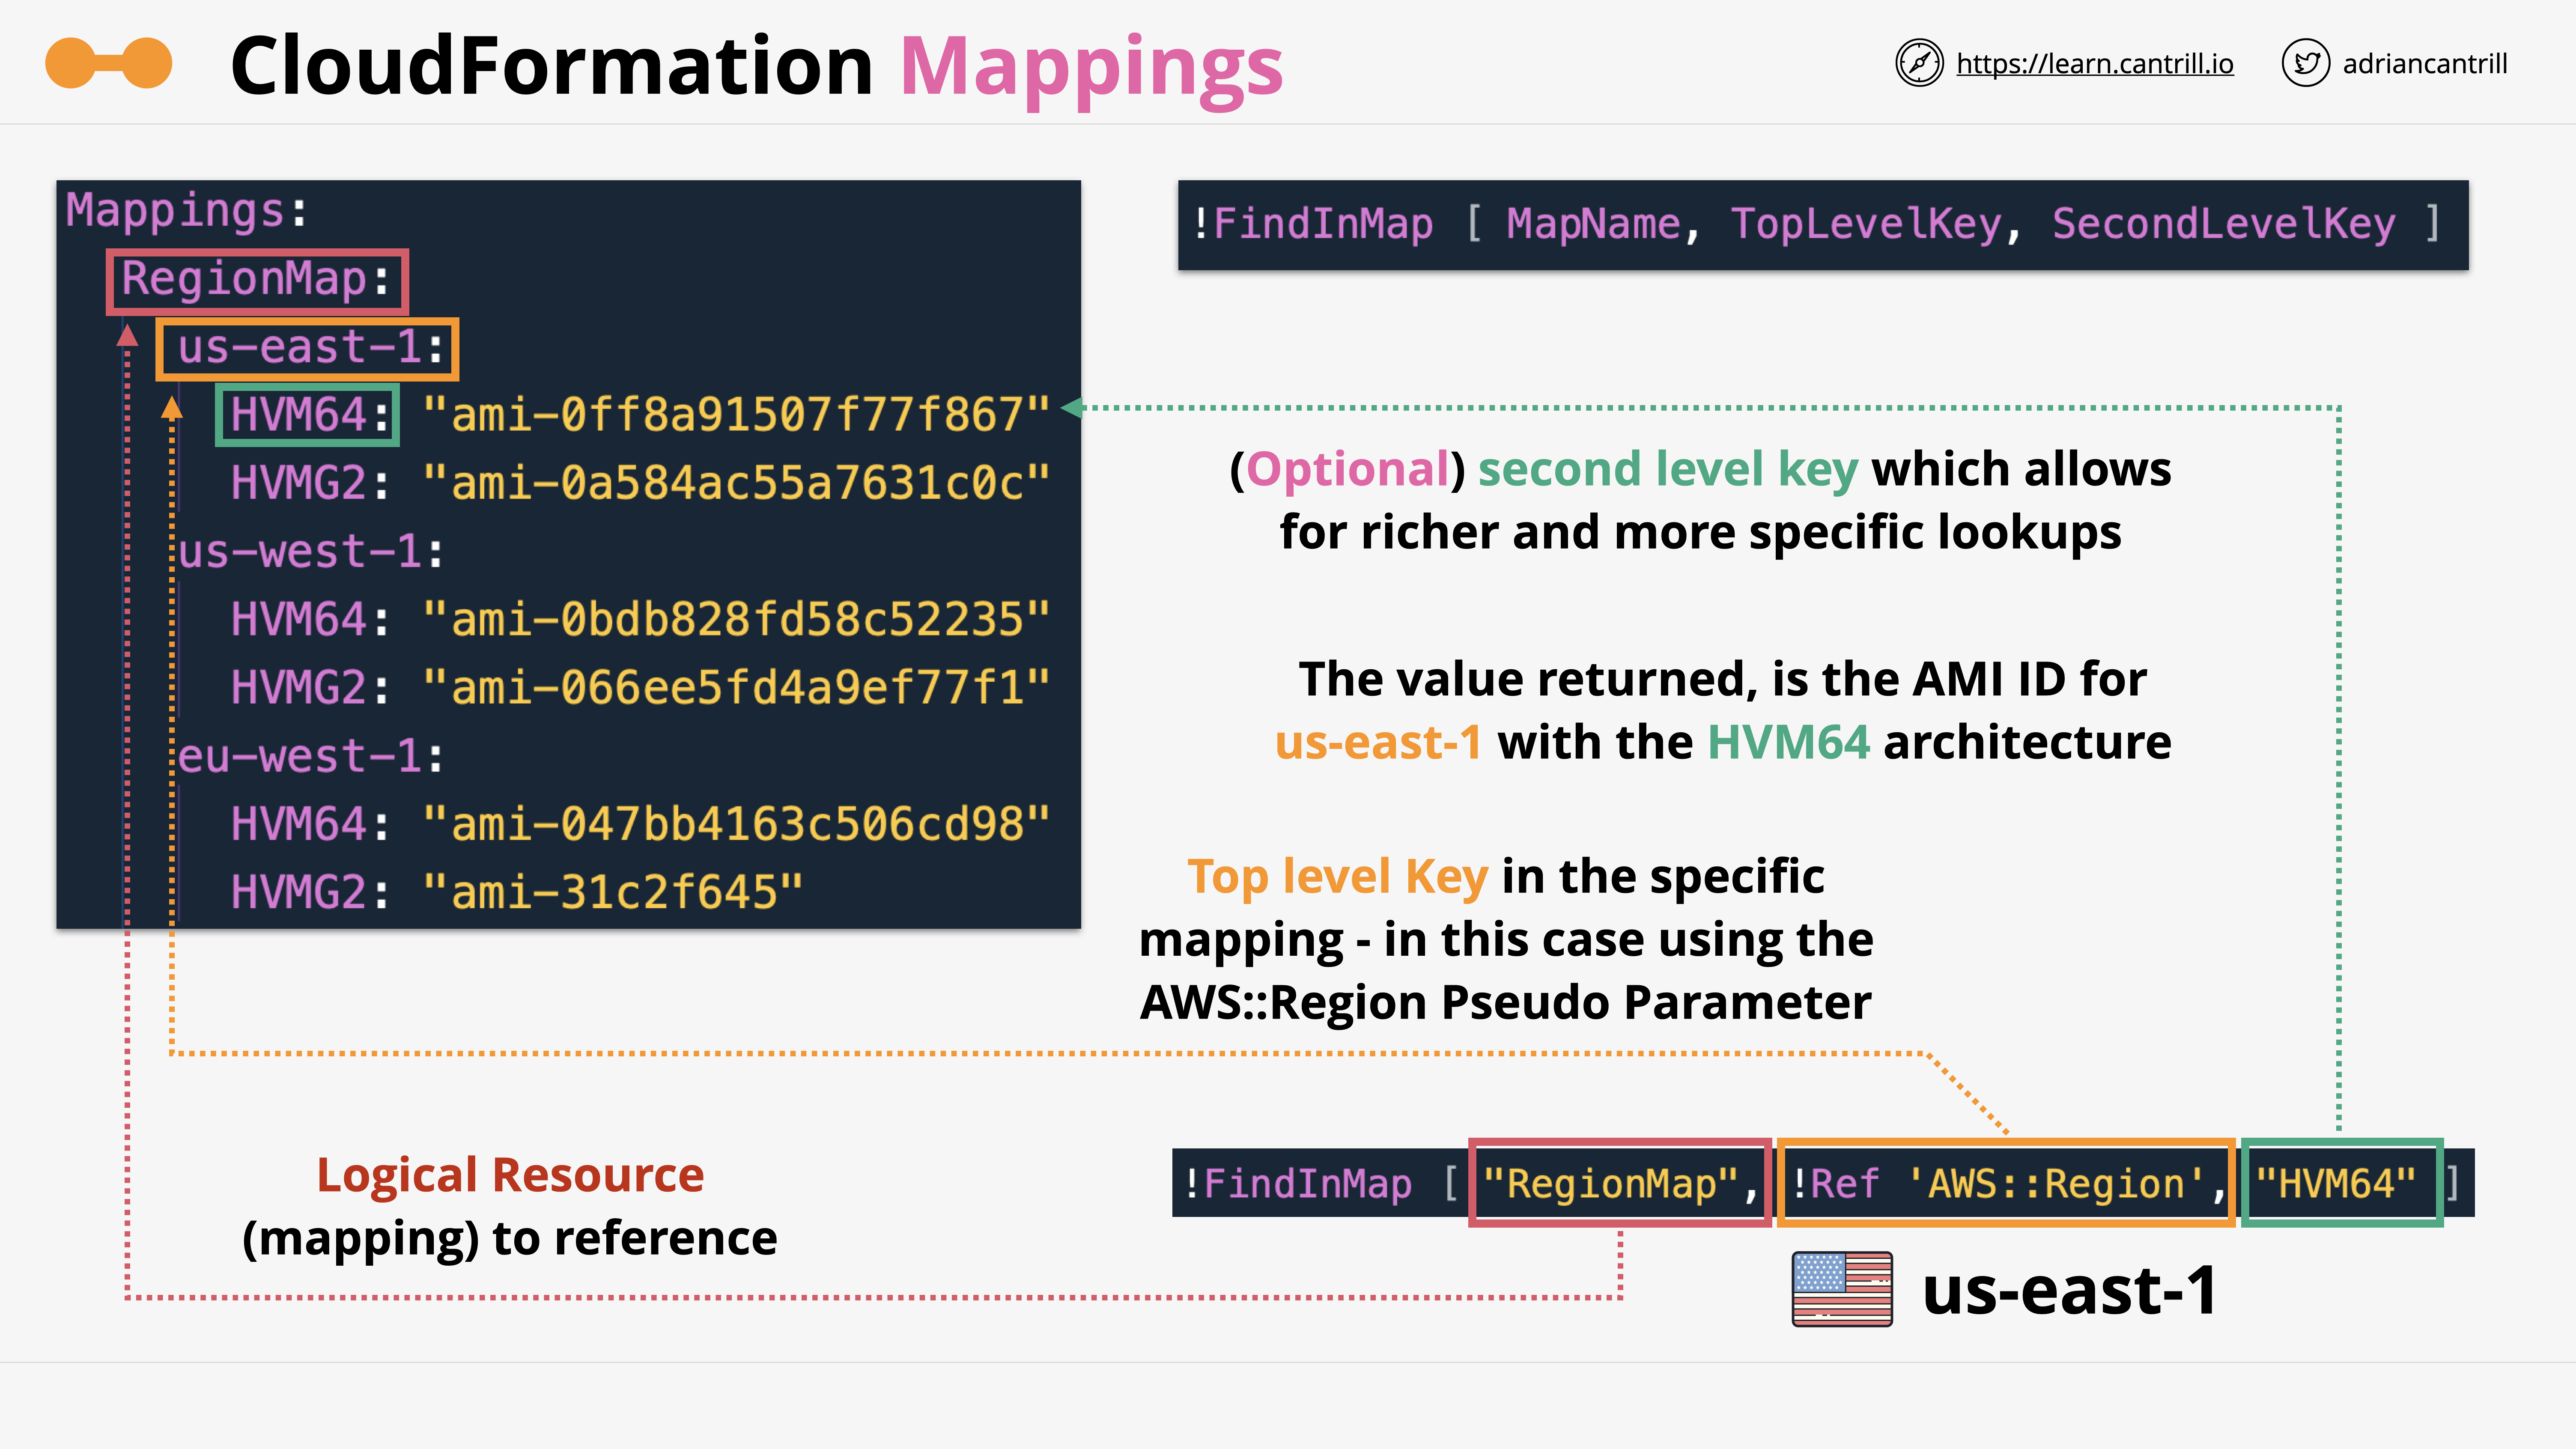 CloudFormation Mappings
https://learn.cantrill.io
adriancantrill
Mappings:
RegionMap:
us-east-1:
HVM64: "ami-0ff8a91507f77f867"
HVMG2: "ami-0a584ac55a7631c0c"
us-west-1:
HVM64: "ami-0bdb828fd58c52235"
HVMG2: "ami-066ee5fd4a9ef77f1"
eu-west-1:
HVM64: "ami-047bb4163c506cd98"
HVMG2: "ami-31c2f645"
!FindInMap [ MapName, TopLevelKey, SecondLevelKey ]
(Optional) second level key which allows
for richer and more specific lookups
The value returned, is the AMI ID for
us-east-1 with the HVM64 architecture
Top level Key in the specific
mapping - in this case using the
AWS::Region Pseudo Parameter
Logical Resource
(mapping) to reference
!FindInMap [ "RegionMap", !Ref 'AWS::Region', "HVM64" ]
us-east-1